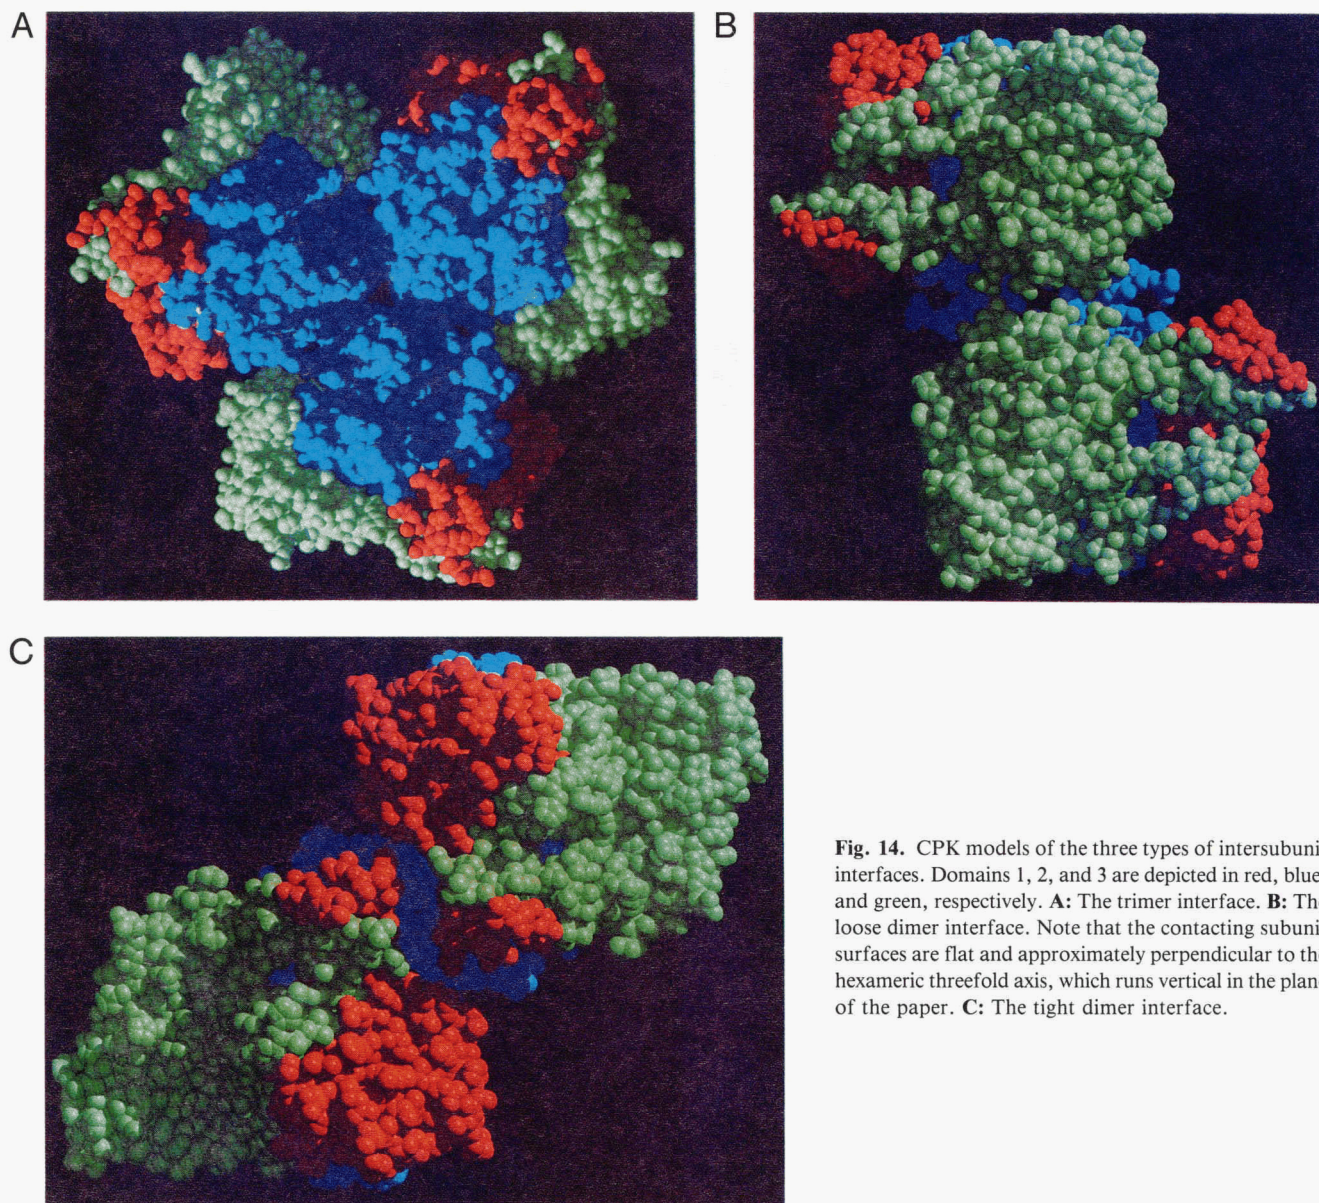 A
B
C
Fig. 14. CPK models of the three types of intersubuni
interfaces. Domains 1, 2, and 3 are depicted in red, blue
and green, respectively. A: The trimer interface. B: Th
loose dimer interface. Note that the contacting subuni
surfaces are flat and approximately perpendicular to the
hexameric threefold axis, which runs vertical in the plan
of the paper. C: The tight dimer interface.